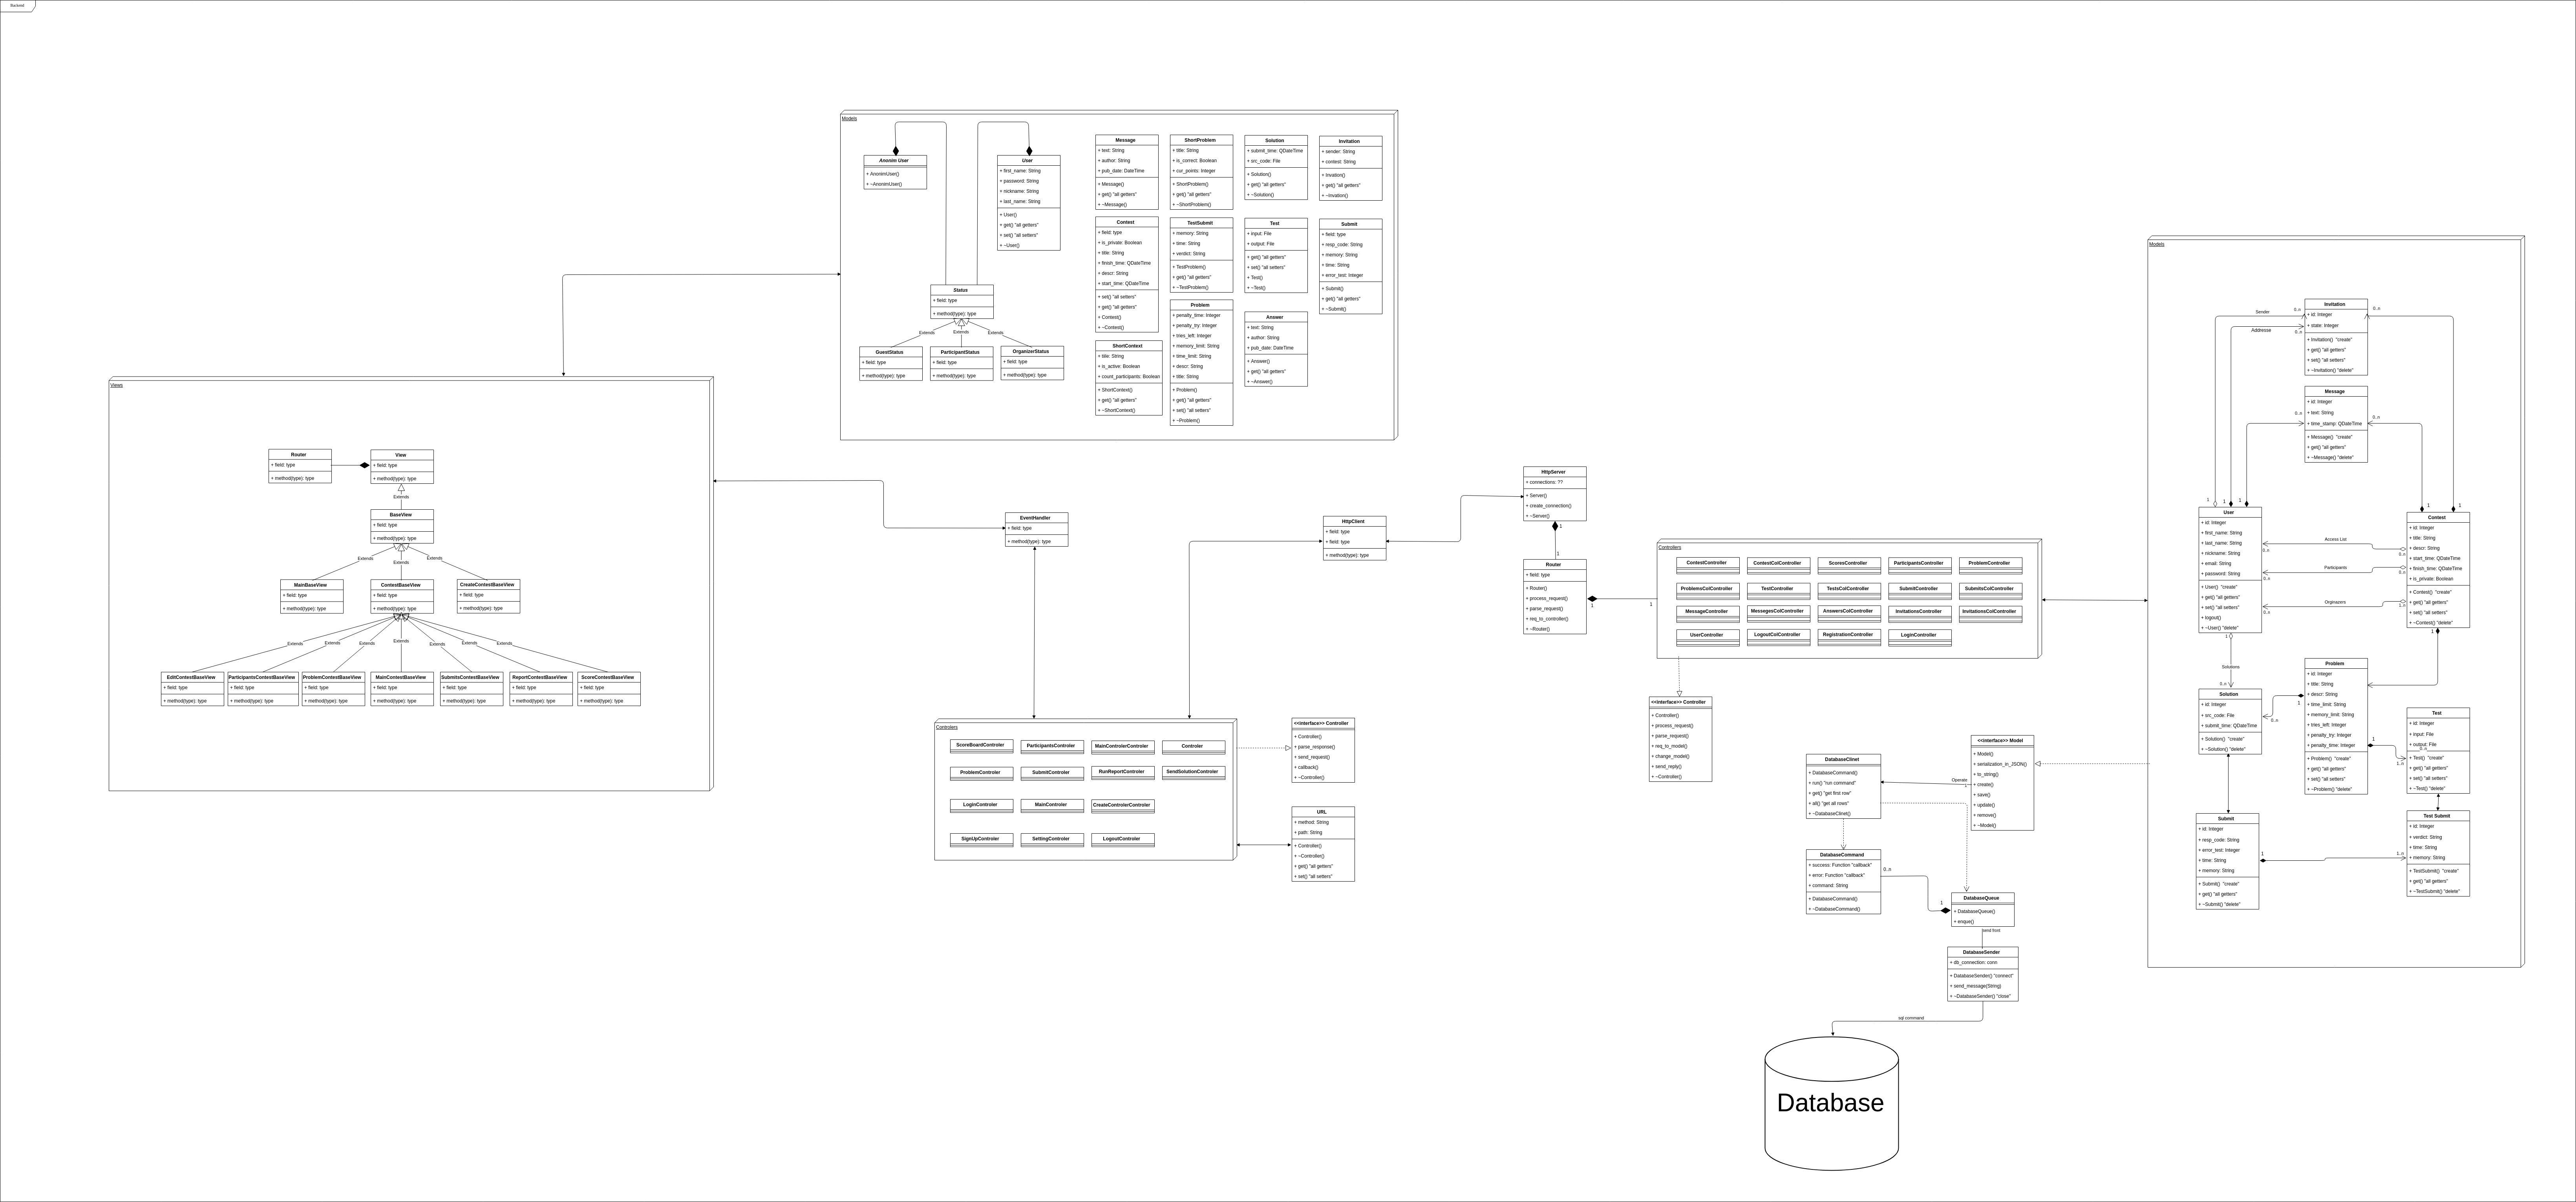 Backend
Models
Anonim User
+ AnonimUser()
+ ~AnonimUser()
User
+ first_name: String
+ password: String
+ nickname: String
+ last_name: String
+ User()
+ get() "all getters"
+ set() "all setters"
+ ~User()
Status
+ field: type
+ method(type): type
Extends
Extends
Extends
GuestStatus
+ field: type
+ method(type): type
ParticipantStatus
+ field: type
+ method(type): type
OrganizerStatus
+ field: type
+ method(type): type
Message
+ text: String
+ author: String
+ pub_date: DateTime
+ Message()
+ get() "all getters"
+ ~Message()
Contest
+ field: type
+ is_private: Boolean
+ title: String
+ finish_time: QDateTime
+ descr: String
+ start_time: QDateTime
+ set() "all setters"
+ get() "all getters"
+ Contest()
+ ~Contest()
ShortContext
+ title: String
+ is_active: Boolean
+ count_participants: Boolean
+ ShortContext()
+ get() "all getters"
+ ~ShortContext()
ShortProblem
+ title: String
+ is_correct: Boolean
+ cur_points: Integer
+ ShortProblem()
+ get() "all getters"
+ ~ShortProblem()
TestSubmit
+ memory: String
+ time: String
+ verdict: String
+ TestProblem()
+ get() "all getters"
+ ~TestProblem()
Problem
+ penalty_itime: Integer
+ penalty_try: Integer
+ tries_left: Integer
+ memory_limit: String
+ time_limit: String
+ descr: String
+ title: String
+ Problem()
+ get() "all getters"
+ set() "all setters"
+ ~Problem()
Solution
+ submit_time: QDateTime
+ src_code: File
+ Solution()
+ get() "all getters"
+ ~Solution()
Test
+ input: File
+ output: File
+ get() "all getters"
+ set() "all setters"
+ Test()
+ ~Test()
Answer
+ text: String
+ author: String
+ pub_date: DateTime
+ Answer()
+ get() "all getters"
+ ~Answer()
Invitation
+ sender: String
+ contest: String
+ Invation()
+ get() "all getters"
+ ~Invation()
Submit
+ field: type
+ resp_code: String
+ memory: String
+ time: String
+ error_test: Integer
+ Submit()
+ get() "all getters"
+ ~Submit()
Views
Router
+ field: type
+ method(type): type
View
+ field: type
+ method(type): type
Extends
BaseView
+ field: type
+ method(type): type
Extends
Extends
Extends
MainBaseView
+ field: type
+ method(type): type
ContestBaseView
+ field: type
+ method(type): type
CreateContestBaseView
+ field: type
+ method(type): type
Extends
Extends
Extends
Extends
Extends
Extends
Extends
EditContestBaseView
+ field: type
+ method(type): type
ParticipantsContestBaseView
+ field: type
+ method(type): type
ProblemContestBaseView
+ field: type
+ method(type): type
MainContestBaseView
+ field: type
+ method(type): type
SubmitsContestBaseView
+ field: type
+ method(type): type
ReportContestBaseView
+ field: type
+ method(type): type
ScoreContestBaseView
+ field: type
+ method(type): type
EventHandler
+ field: type
+ method(type): type
HttpClient
+ field: type
+ field: type
+ method(type): type
HttpServer
+ connections: ??
+ Server()
+ create_connection()
+ ~Server()
1
1
Router
+ field: type
+ Router()
+ process_request()
+ parse_request()
+ req_to_controller()
+ ~Router()
1
1
Controlers
ScoreBoardControler
ParticipantsControler
MainControlerControler
Controler
ProblemControler
SubmitControler
RunReportControler
SendSolutionControler
LoginControler
MainControler
CreateControlerControler
SignUpControler
SettingControler
LogoutControler
<<interface>> Controller
+ Controller()
+ parse_response()
+ send_request()
+ callback()
+ ~Controller()
URL
+ method: String
+ path: String
+ Controller()
+ ~Controller()
+ get() "all getters"
+ set() "all setters"
Controllers
ContestController
ContestColController
ScoresController
ParticipantsController
ProblemController
ProblemsColController
TestController
TestsColController
SubmitController
SubmitsColController
MessageController
MessegesColController
AnswersColController
InvitationsController
InvitationsColController
UserController
LogoutColController
RegistrationController
LoginController
<<interface>> Controller
+ Controller()
+ process_request()
+ parse_request()
+ req_to_model()
+ change_model()
+ send_reply()
+ ~Controller()
DatabaseClinet
+ DatabaseCommand()
+ run() "run command"
+ get() "get first row"
+ all() "get all rows"
+ ~DatabaseClinet()
Operate
<<interface>> Model
+ Model()
+ serialization_in_JSON()
+ to_string()
+ create()
+ save()
+ update()
+ remove()
+ ~Model()
DatabaseCommand
+ success: Function "callback"
+ error: Function "callback"
+ command: String
+ DatabaseCommand()
+ ~DatabaseCommand()
0..n
1
DatabaseQueue
+ DatabaseQueue()
+ enque()
send front
DatabaseSender
+ db_connection: conn
+ DatabaseSender() "connect"
+ send_message(String)
+ ~DatabaseSender() "close"
sql command
Database
Models
Invitation
+ id: Integer
+ state: Integer
+ Invitation() "create"
+ get() "all getters"
+ set() "all setters"
+ ~Invitation() "delete"
Sender
0..n
0..n
Addresse
0..n
Message
+ id: Integer
+ text: String
+ time_stamp: QDateTime
+ Message() "create"
+ get() "all getters"
+ ~Message() "delete"
0..n
0..n
1
1
1
1
1
User
+ id: Integer
+ first_name: String
+ last_name: String
+ nickname: String
+ email: String
+ password: String
+ User() "create"
+ get() "all getters"
+ set() "all setters"
+ logout()
+ ~User() "delete"
Access List
0..n
0..n
Participants
0..n
0..n
Orginazers
0..n
1..n
Contest
+ id: Integer
+ title: String
+ descr: String
+ start_time: QDateTime
+ finish_time: QDateTime
+ is_private: Boolean
+ Contest() "create"
+ get() "all getters"
+ set() "all setters"
+ ~Contest() "delete"
1
1
Solutions
0..n
Solution
+ id: Integer
+ src_code: File
+ submit_time: QDateTime
+ Solution() "create"
+ ~Solution() "delete"
Problem
+ id: Integer
+ title: String
+ descr: String
+ time_limit: String
+ memory_limit: String
+ tries_left: Integer
+ penalty_try: Integer
+ penalty_time: Integer
+ Problem() "create"
+ get() "all getters"
+ set() "all setters"
+ ~Problem() "delete"
1
0..n
1
1..n
Test
+ id: Integer
+ input: File
+ output: File
0..n
+ Test() "create"
+ get() "all getters"
+ set() "all setters"
+ ~Test() "delete"
Submit
+ id: Integer
+ resp_code: String
+ error_test: Integer
+ time: String
+ memory: String
+ Submit() "create"
+ get() "all getters"
+ ~Submit() "delete"
1
1..n
Test Submit
+ id: Integer
+ verdict: String
+ time: String
+ memory: String
+ TestSubmit() "create"
+ get() "all getters"
+ ~TestSubmit() "delete"